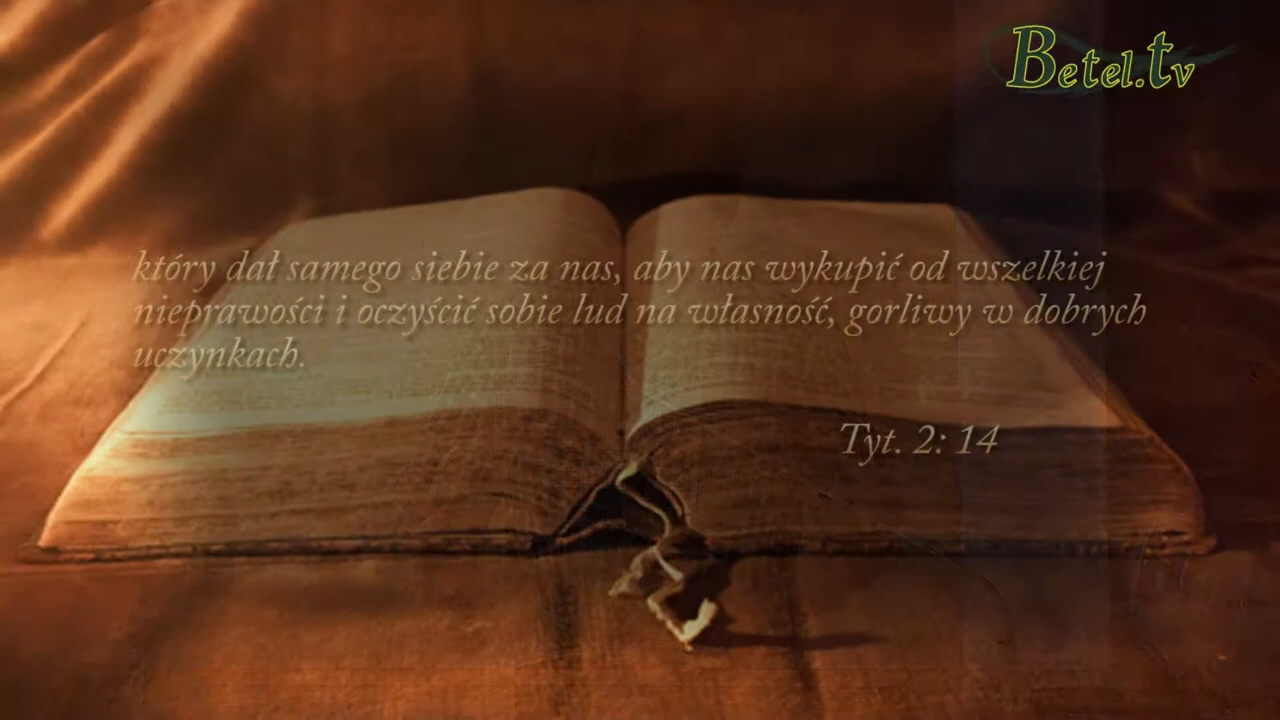 Betel.tv
który dał samego siebie za nas, aby nas wykupić od wszelkiej
nieprawości i oczyścić sobie lud na własność, gorliwy w dobrych
uczynkach.
Tyt. 2: 14